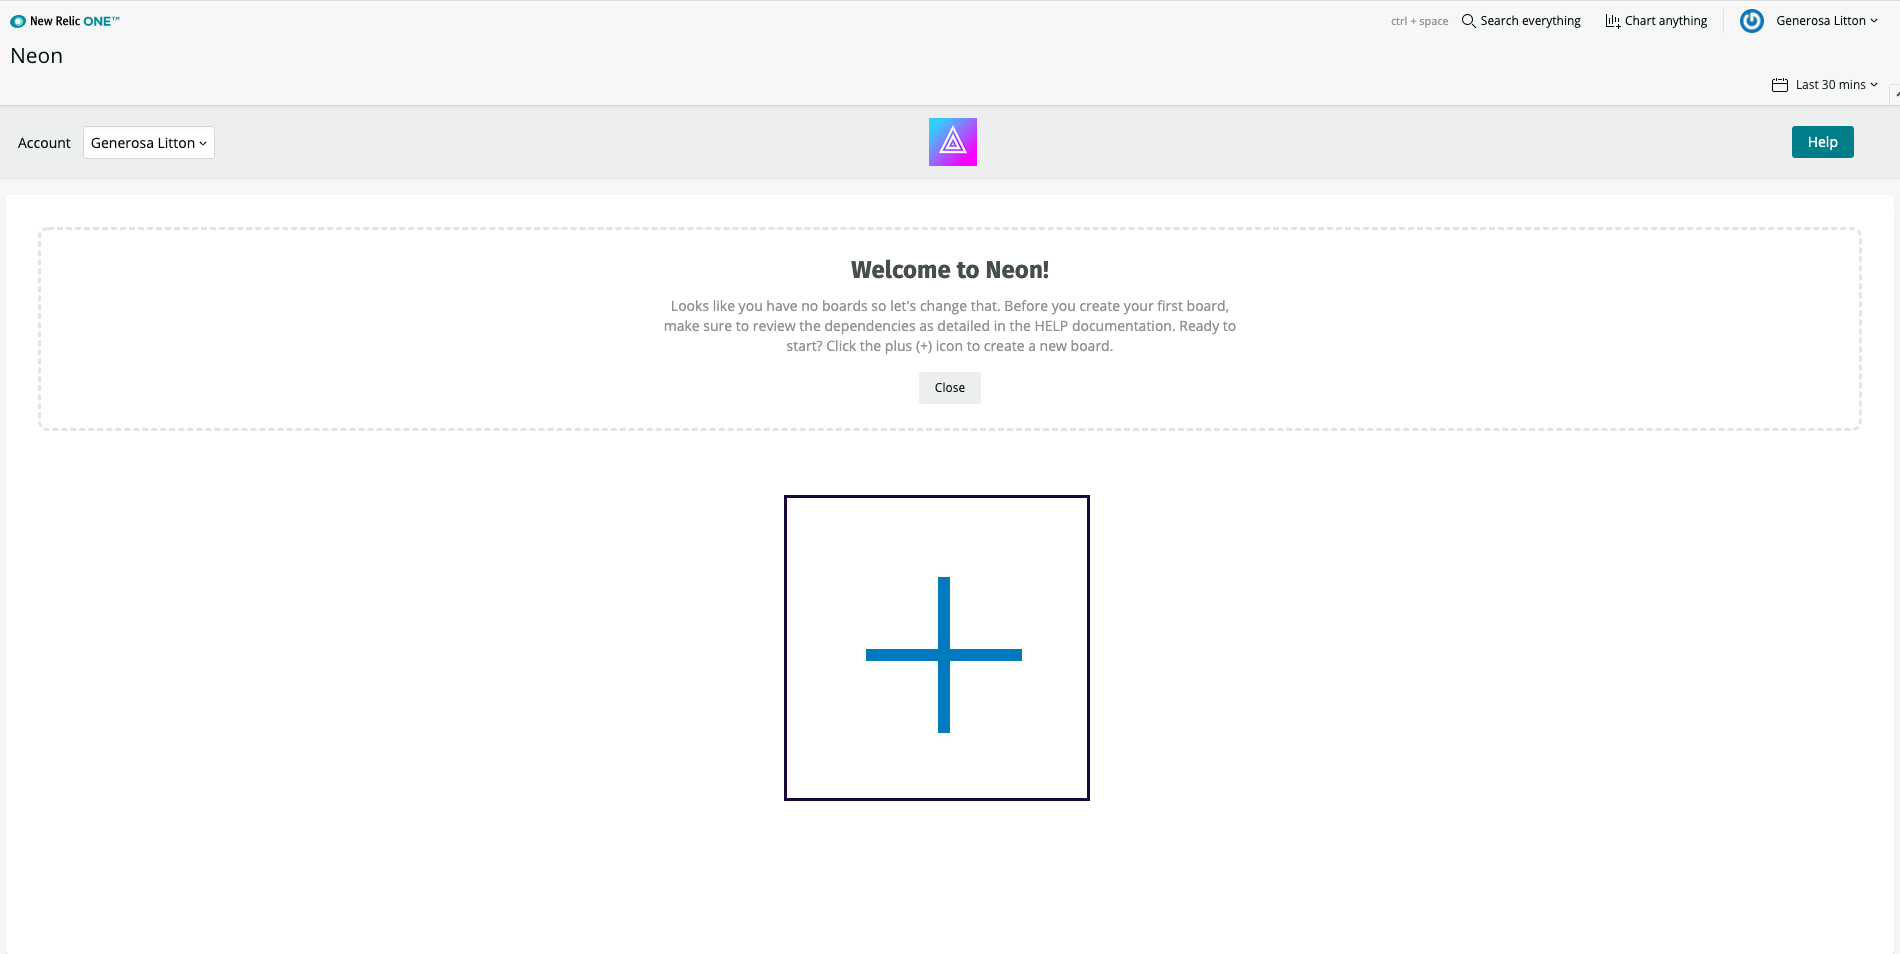 New Relic ONE™
ctrl + space Search everything Chart anything Generosa Litton
Neon
Last 30 mins
Account Generosa Litton
Help
Welcome to Neon!
Looks like you have no boards so let's change that. Before you create your first board,
make sure to review the dependencies as detailed in the HELP documentation. Ready to
start? Click the plus (+) icon to create a new board.
Close